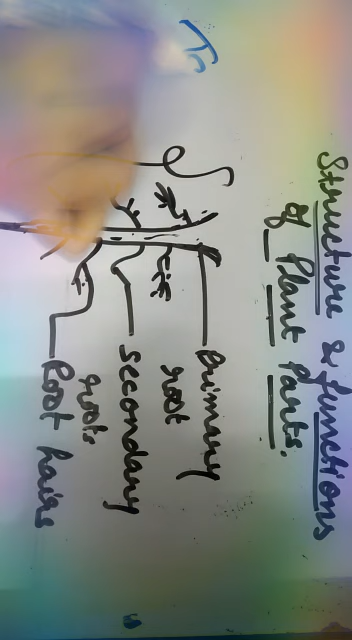 Structure & functions
of Plant Parts.
Primary
root
Secondary
roots
Root hairs